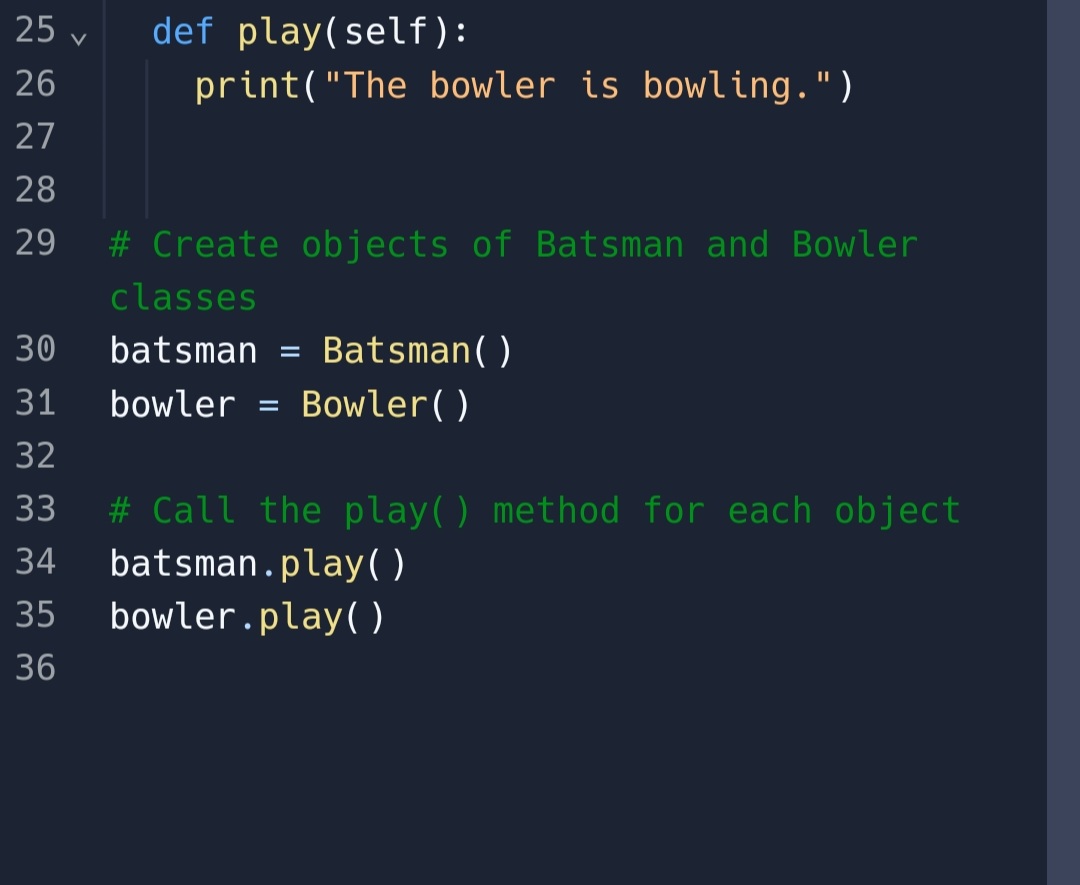 25 def play(self):
26 print("The bowler is bowling.")
27
28
29 # Create objects of Batsman and Bowler
classes
30 batsman = Batsman()
31 bowler = Bowler()
32
33 # Call the play() method for each object
34 batsman.play()
35 bowler.play()
36